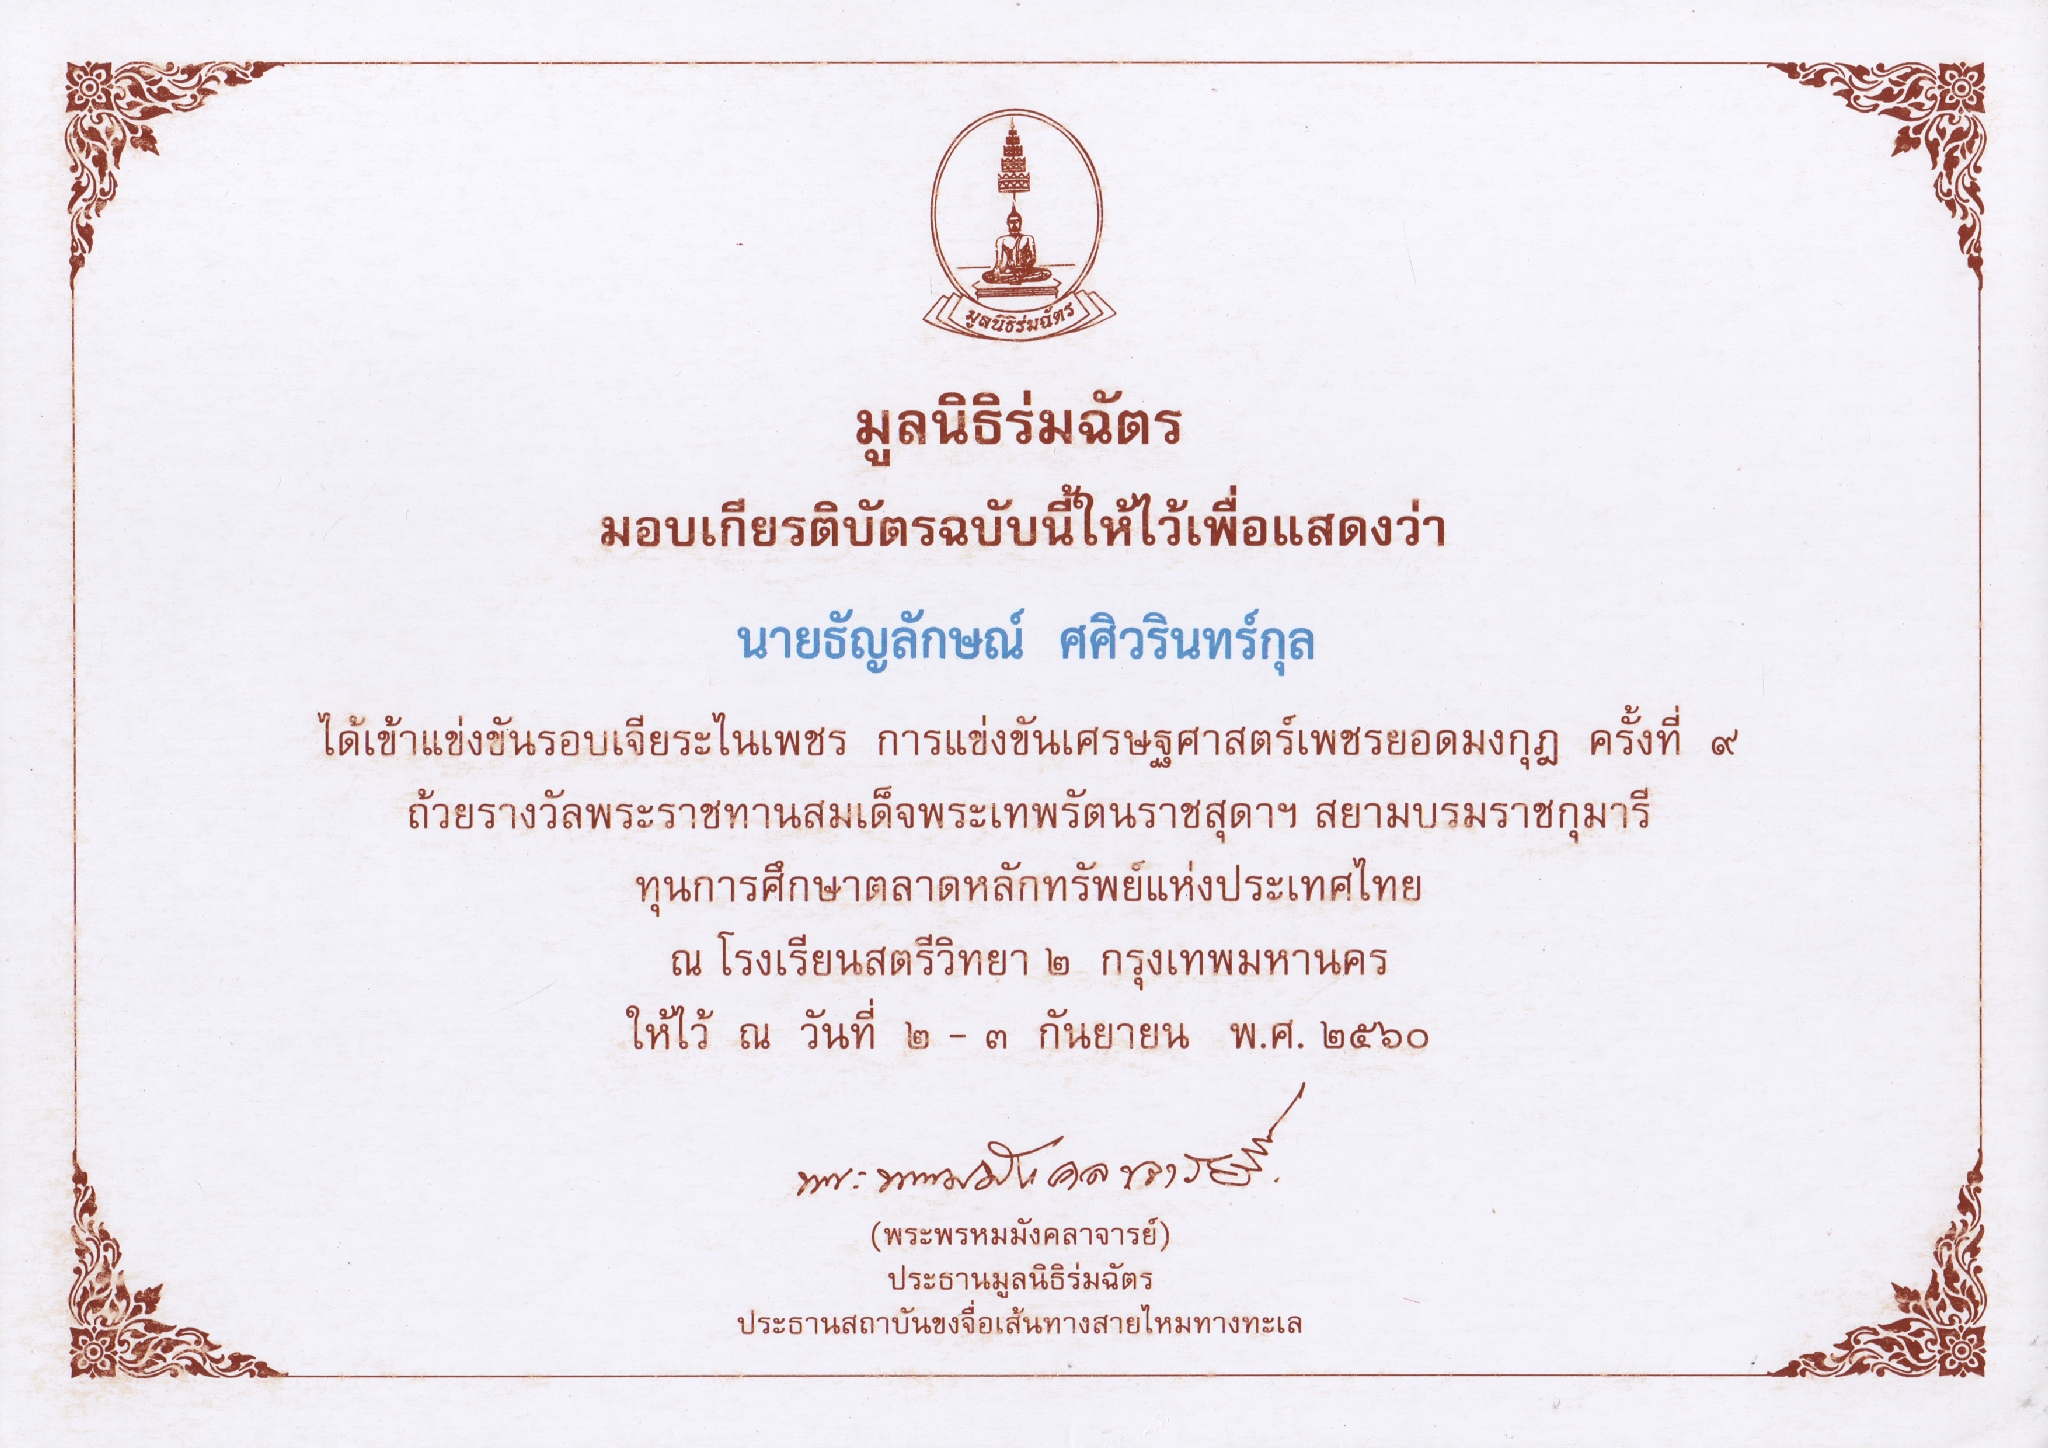 มูลนิธิร่มฉัตร
มูลนิธิร่มฉัตร
มอบเกียรติบัตรฉบับนี้ให้ไว้เพื่อแสดงว่า
นายธัญลักษณ์ ศศิวรินทร์กุล
ได้เข้าแข่งขันรอบเจียระไนเพชร การแข่งขันเศรษฐศาสตร์เพชรยอดมงกุฎ ครั้งที่ ๙
ถ้วยรางวัลพระราชทานสมเด็จพระเทพรัตนราชสุดาฯ สยามบรมราชกุมารี
ทุนการศึกษาตลาดหลักทรัพย์แห่งประเทศไทย
ณ โรงเรียนสตรีวิทยา ๒ กรุงเทพมหานคร
ให้ไว้ ณ วันที่ ๒ - ๓ กันยายน พ.ศ. ๒๕๖๐
(พระพรหมมังคลาจารย์)
ประธานมูลนิธิร่มฉัตร
ประธานสถาบันขงจื่อเส้นทางสายไหมทางทะเล